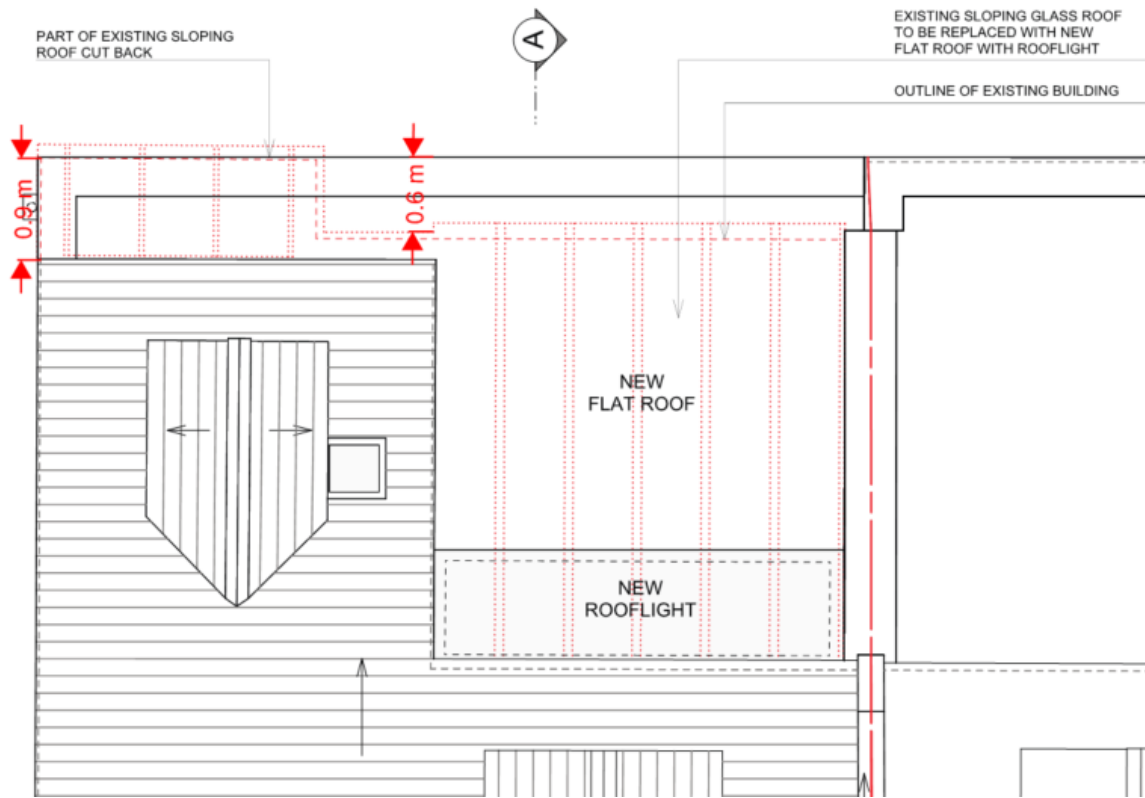 PART OF EXISTING SLOPING
ROOF CUT BACK
A
EXISTING SLOPING GLASS ROOF
TO BE REPLACED WITH NEW
FLAT ROOF WITH ROOFLIGHT
OUTLINE OF EXISTING BUILDING
0.9 m
0.6 m
NEW
FLAT ROOF
NEW
ROOFLIGHT